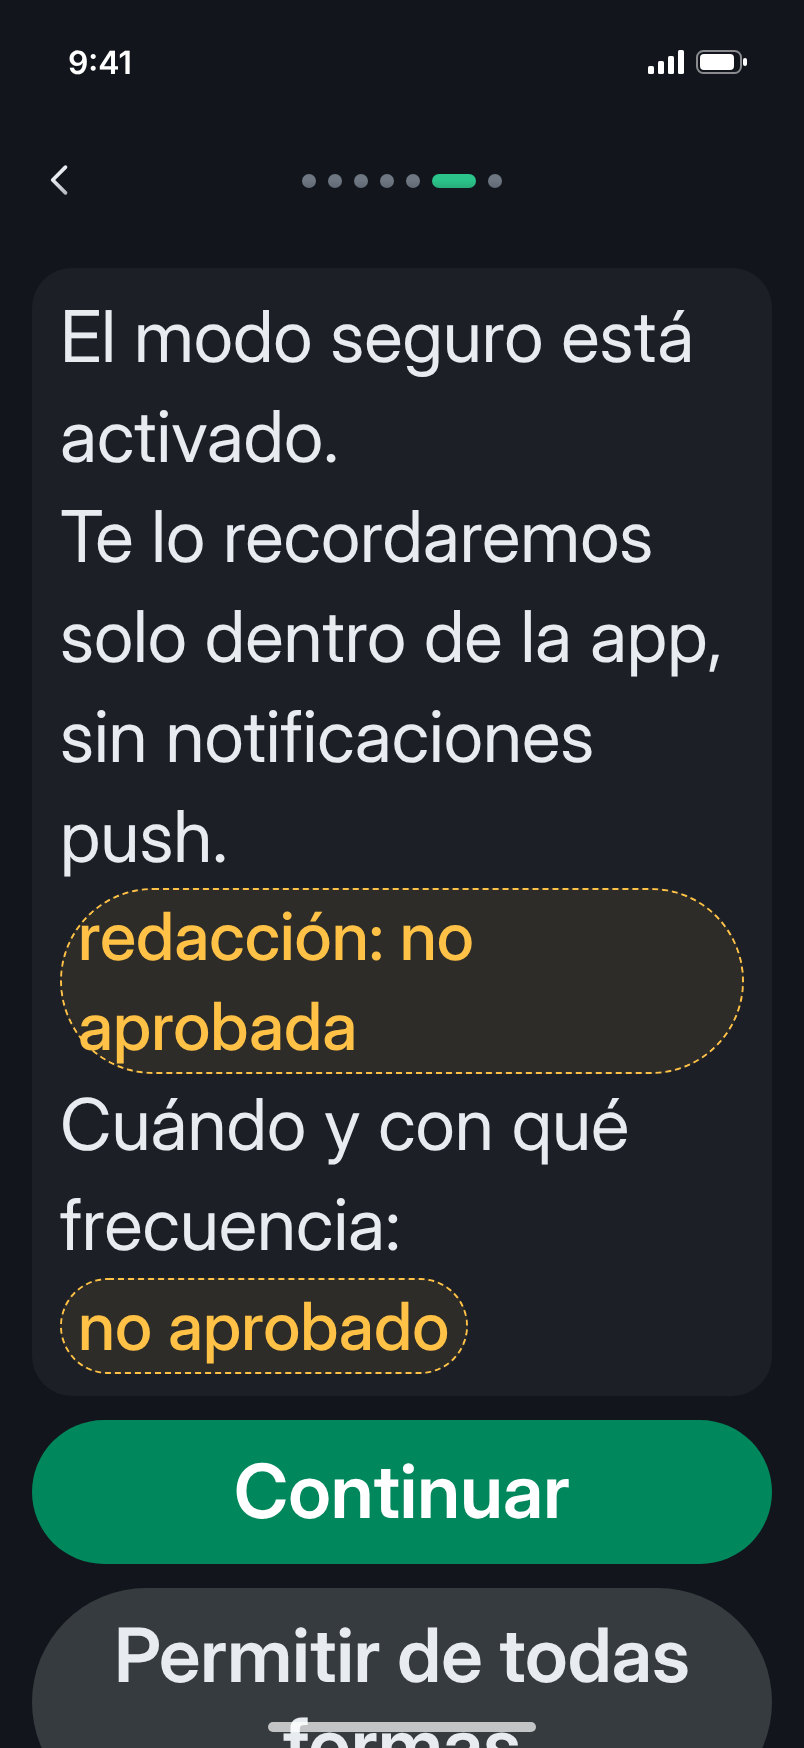 9:41
El modo seguro está
activado.
Te lo recordaremos
solo dentro de la app,
sin notificaciones
push.
redacción: no
aprobada
Cuándo y con qué
frecuencia:
no aprobado
Continuar
Permitir de todas
formas